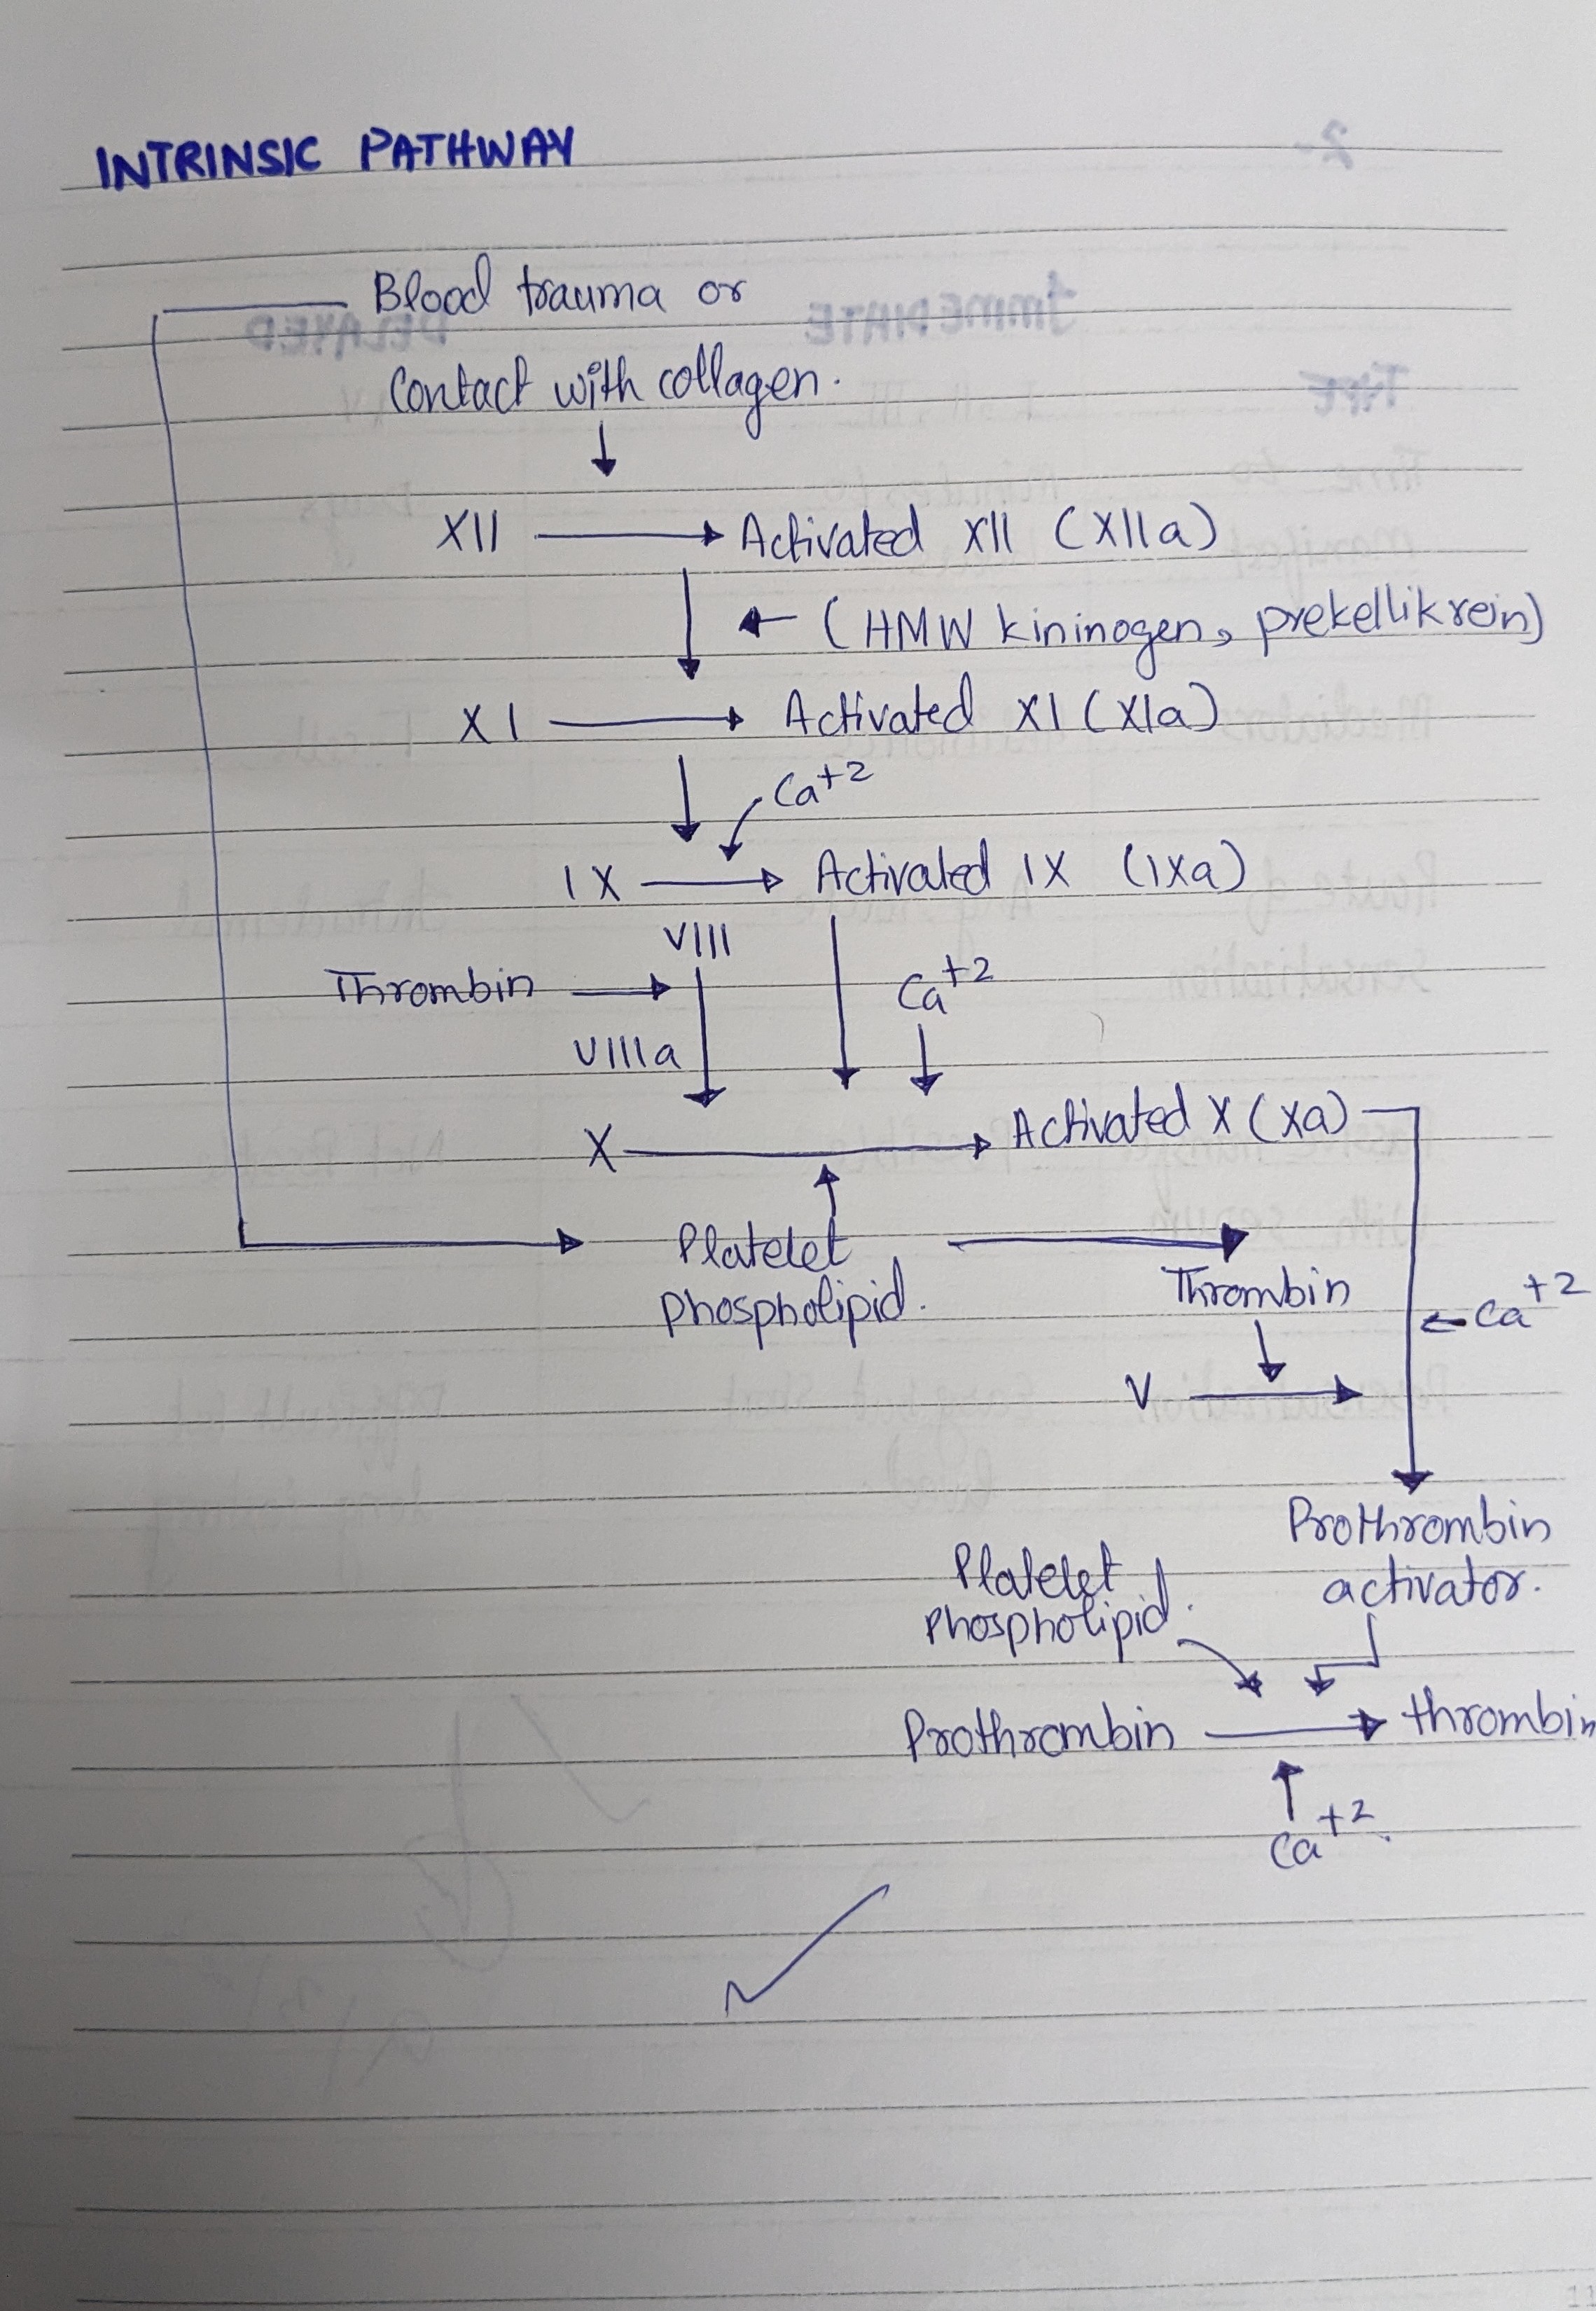 INTRINSIC PATHWAY
Blood trauma or
Contact with collagen.
XII Activated XII (XIIa)
(HMW kininogen, prekellikrein)
XI Activated XI (XIa)
Ca+2
IX Activated IX (IXa)
VIII
Thrombin
Ca+2
VIIIa
X Activated X (Xa)
Platelet
phospholipid.
Thrombin
Ca+2
V
Prothrombin
activator.
Platelet
Phospholipid.
Prothrombin thrombin
Ca+2.